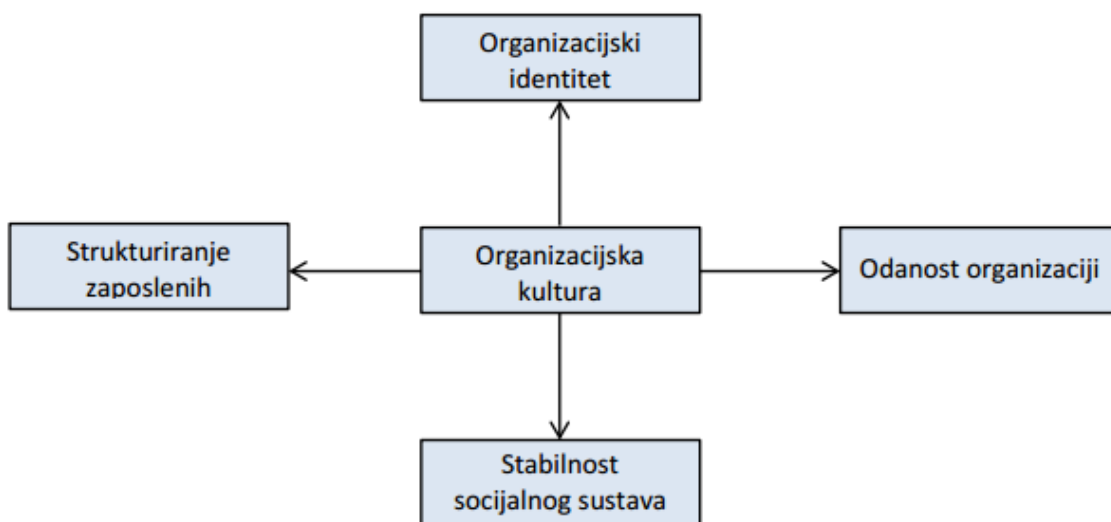 Organizacijski
identitet
Strukturiranje
zaposlenih
Organizacijska
kultura
Odanost organizaciji
Stabilnost
socijalnog sustava